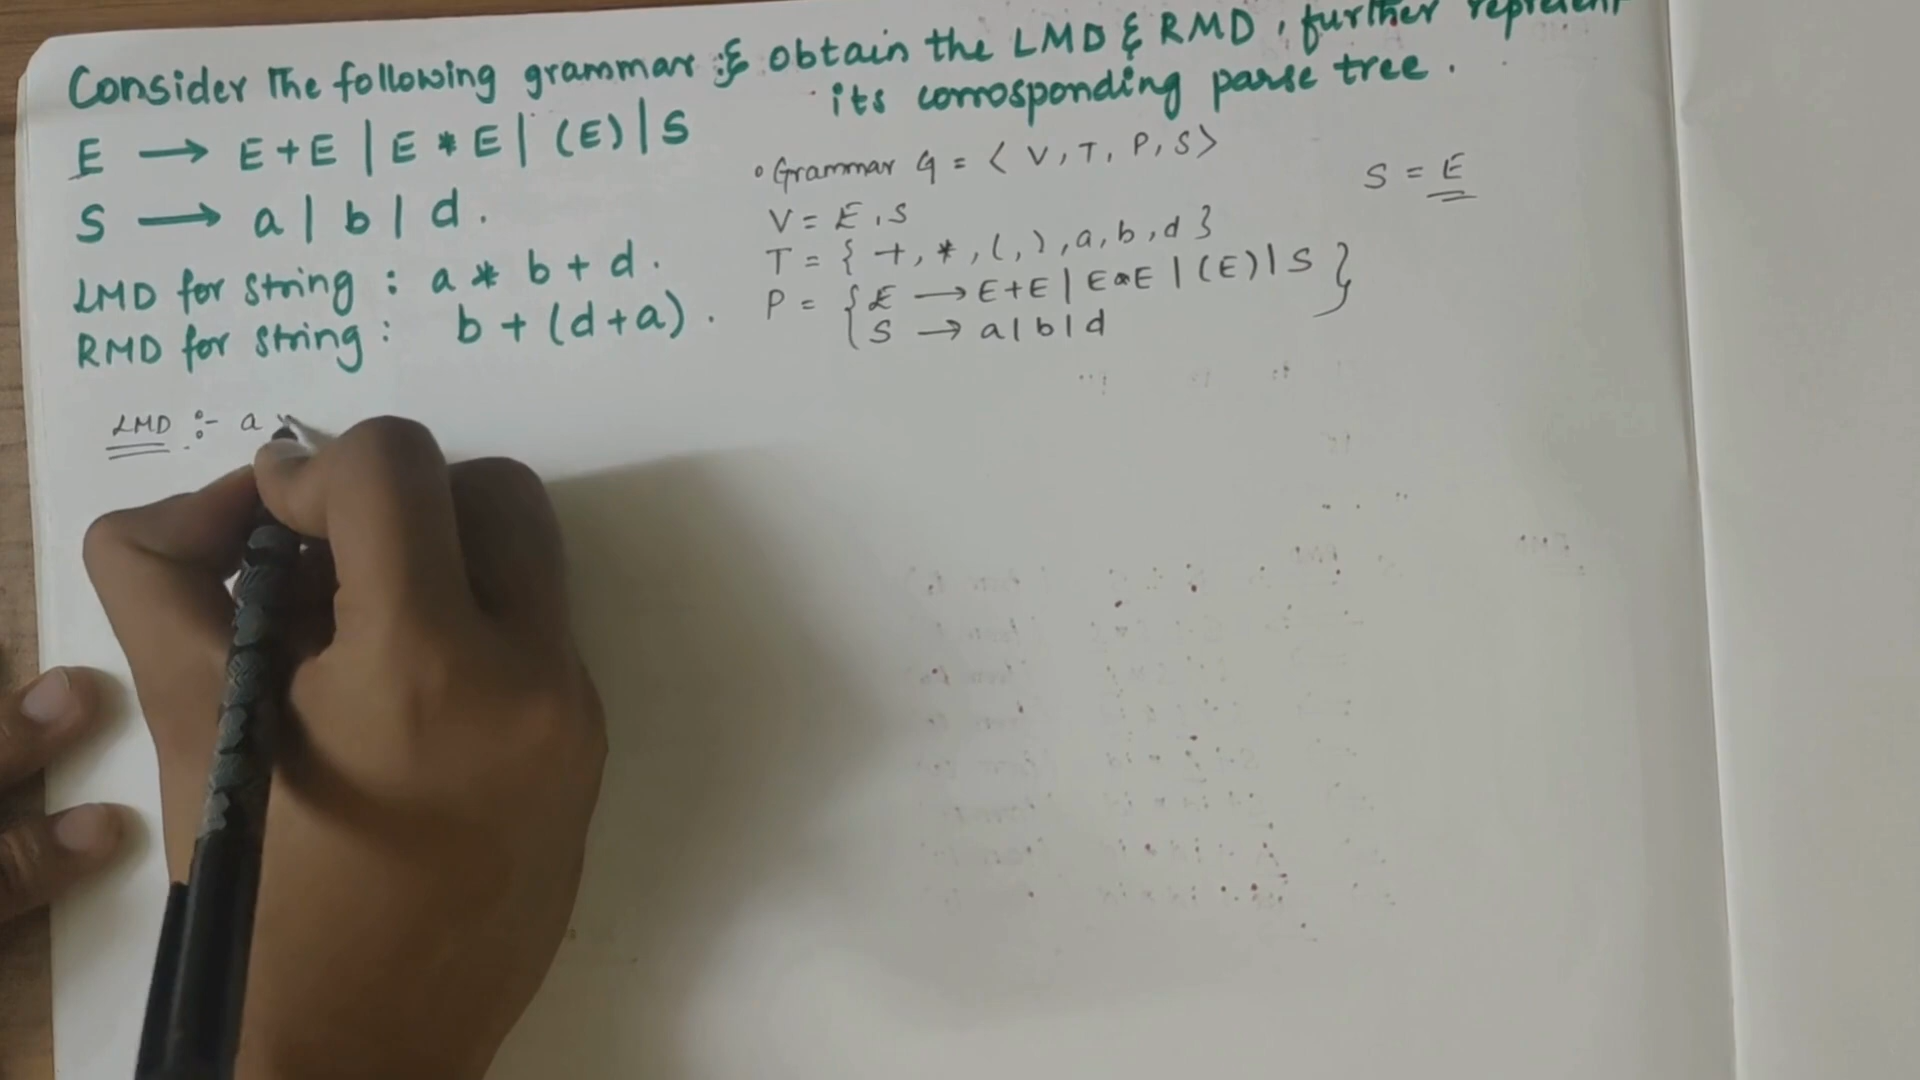 Consider The following grammar & obtain the LMD & RMD, further represent
its corrosponding parse tree.
E → E+E | E * E | (E) | S
S → a | b | d.
LMD for string : a * b + d.
RMD for string : b + (d+a).
∘ Grammar G = < V, T, P, S>
S = E
V = E, S
T = { +, *, (, ), a, b, d }
P = { E → E+E | E*E | (E) | S }
S → a | b | d
LMD :- a